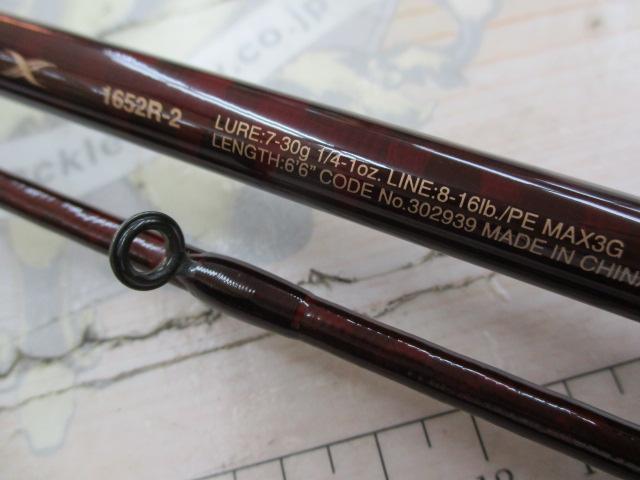 X 1652R-2
LURE:7-30g 1/4-1oz. LINE:8-16lb./PE MAX3G
LENGTH:6'6" CODE No.302939 MADE IN CHINA